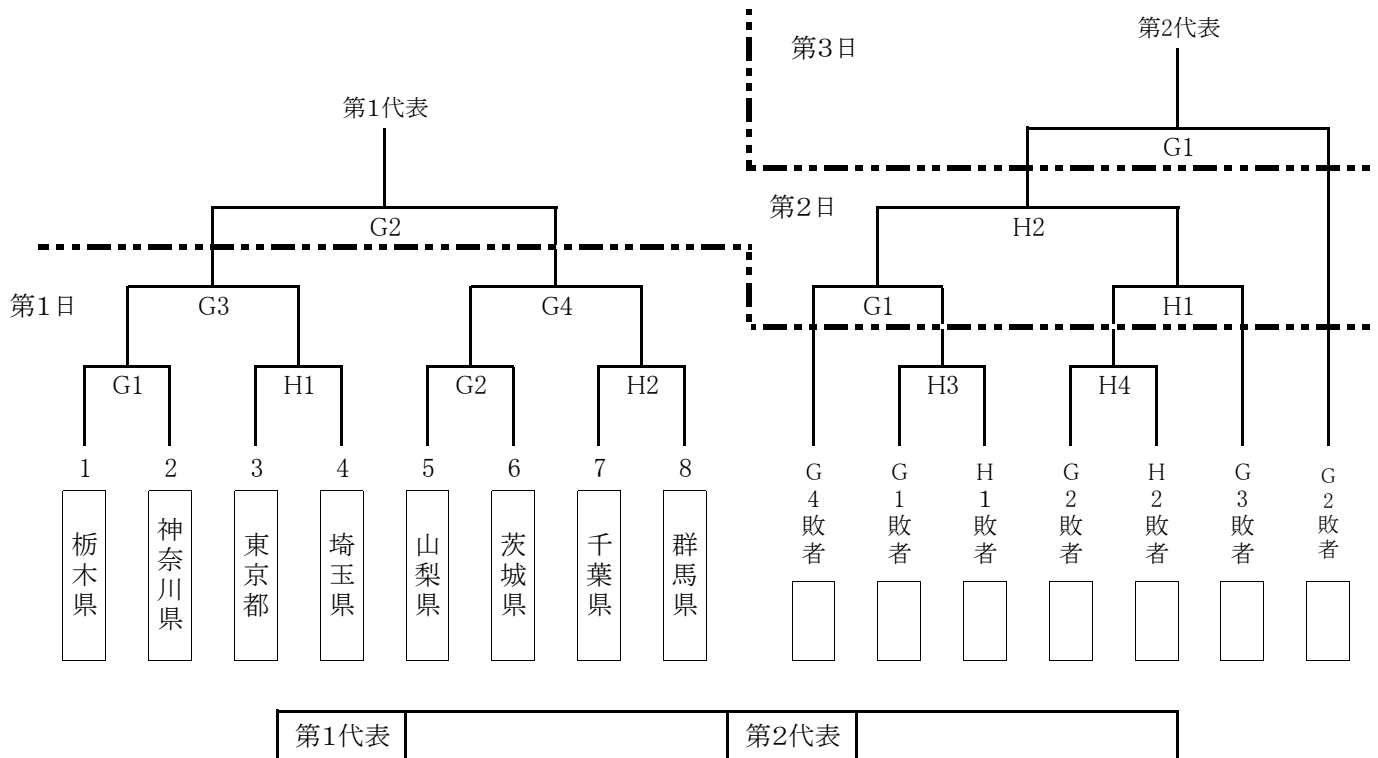 第3日
第2代表
第1代表
G1
第2日
G2
H2
第1日
G3
G4
G1
H1
G1
H1
G2
H2
H3
H4
1
2
3
4
5
6
7
8
栃木県
神奈川県
東京都
埼玉県
山梨県
茨城県
千葉県
群馬県
G4敗者
G1敗者
H1敗者
G2敗者
H2敗者
G3敗者
G2敗者
第1代表
第2代表